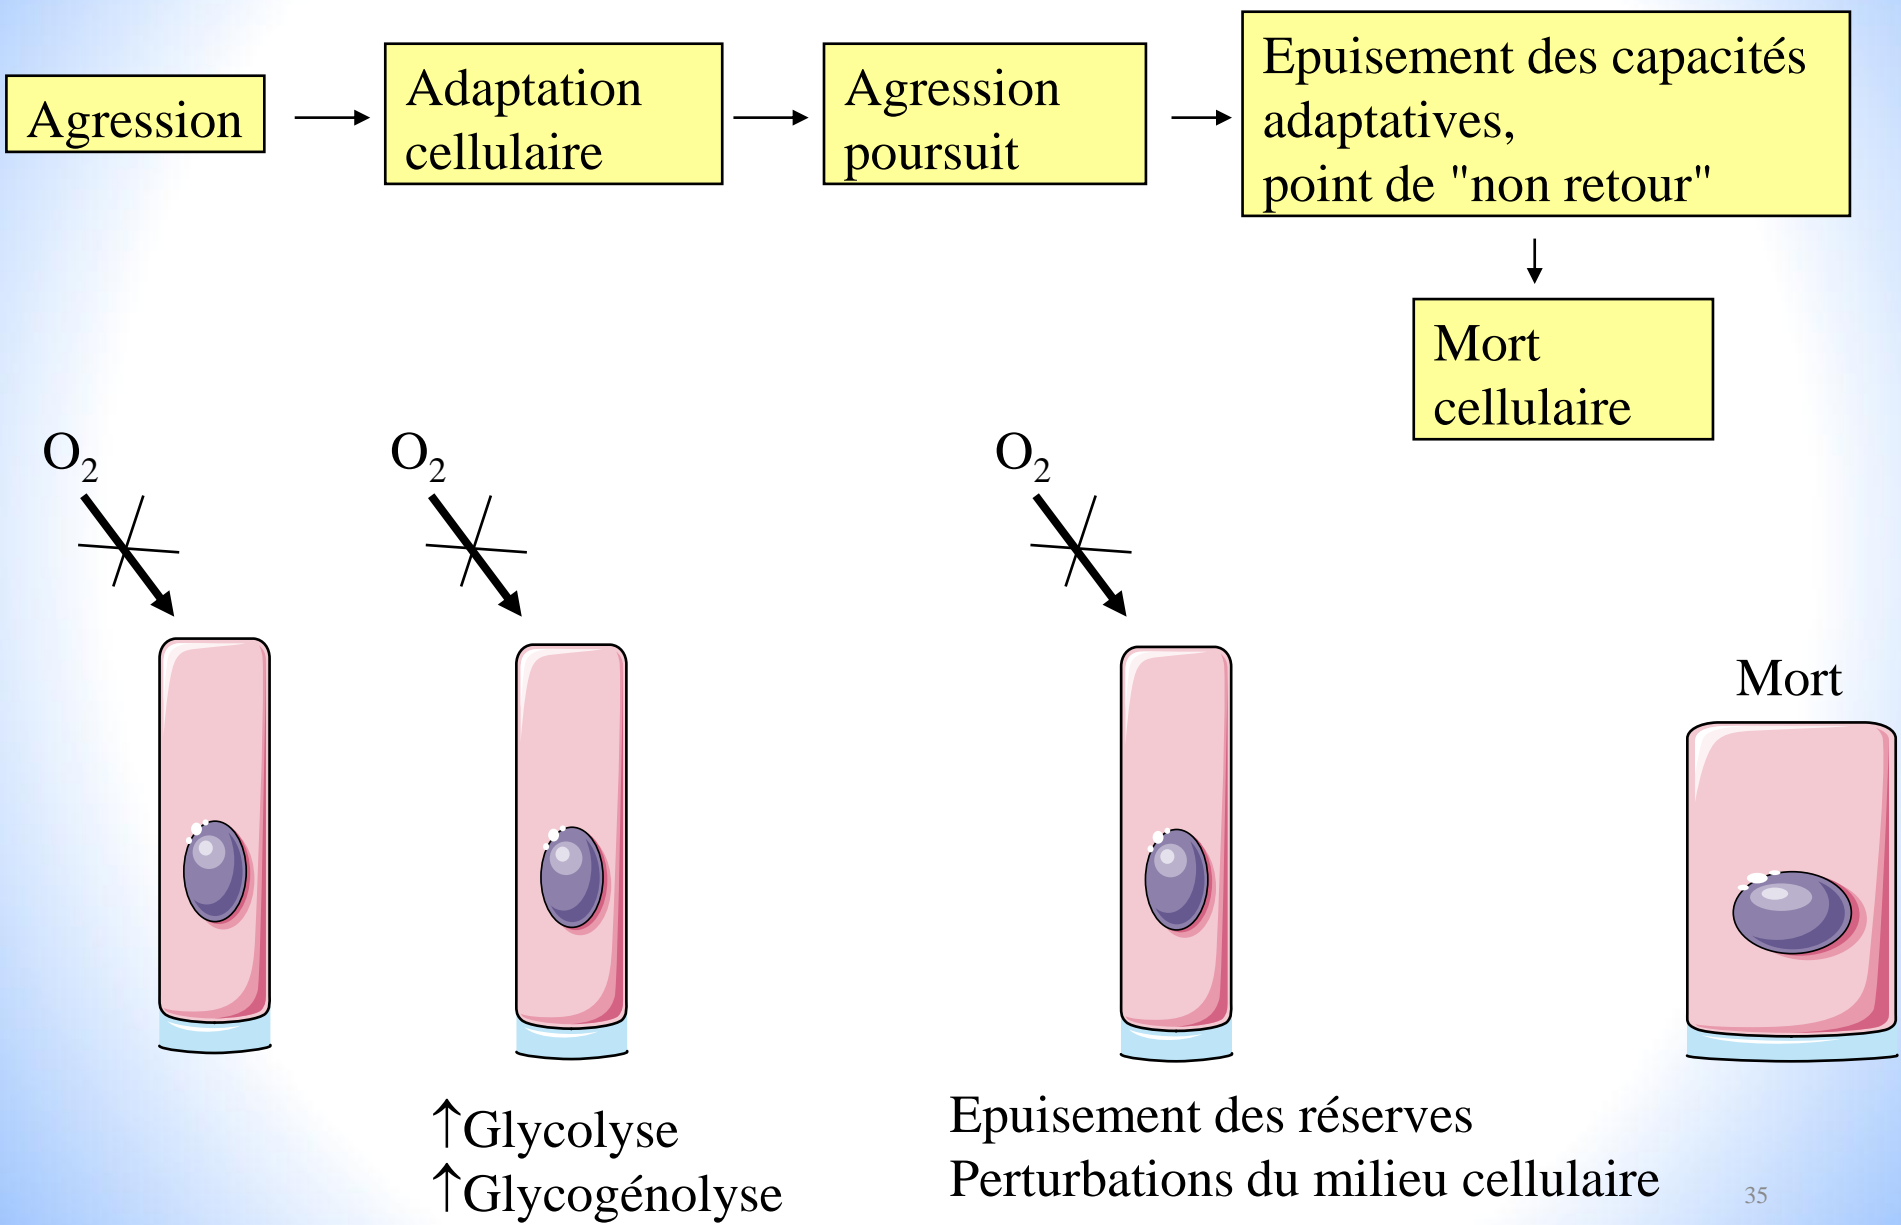 Agression
Adaptation
cellulaire
Agression
poursuit
Epuisement des capacités
adaptatives,
point de "non retour"
Mort
cellulaire
O₂
O₂
O₂
Mort
↑Glycolyse
↑Glycogénolyse
Epuisement des réserves
Perturbations du milieu cellulaire
35